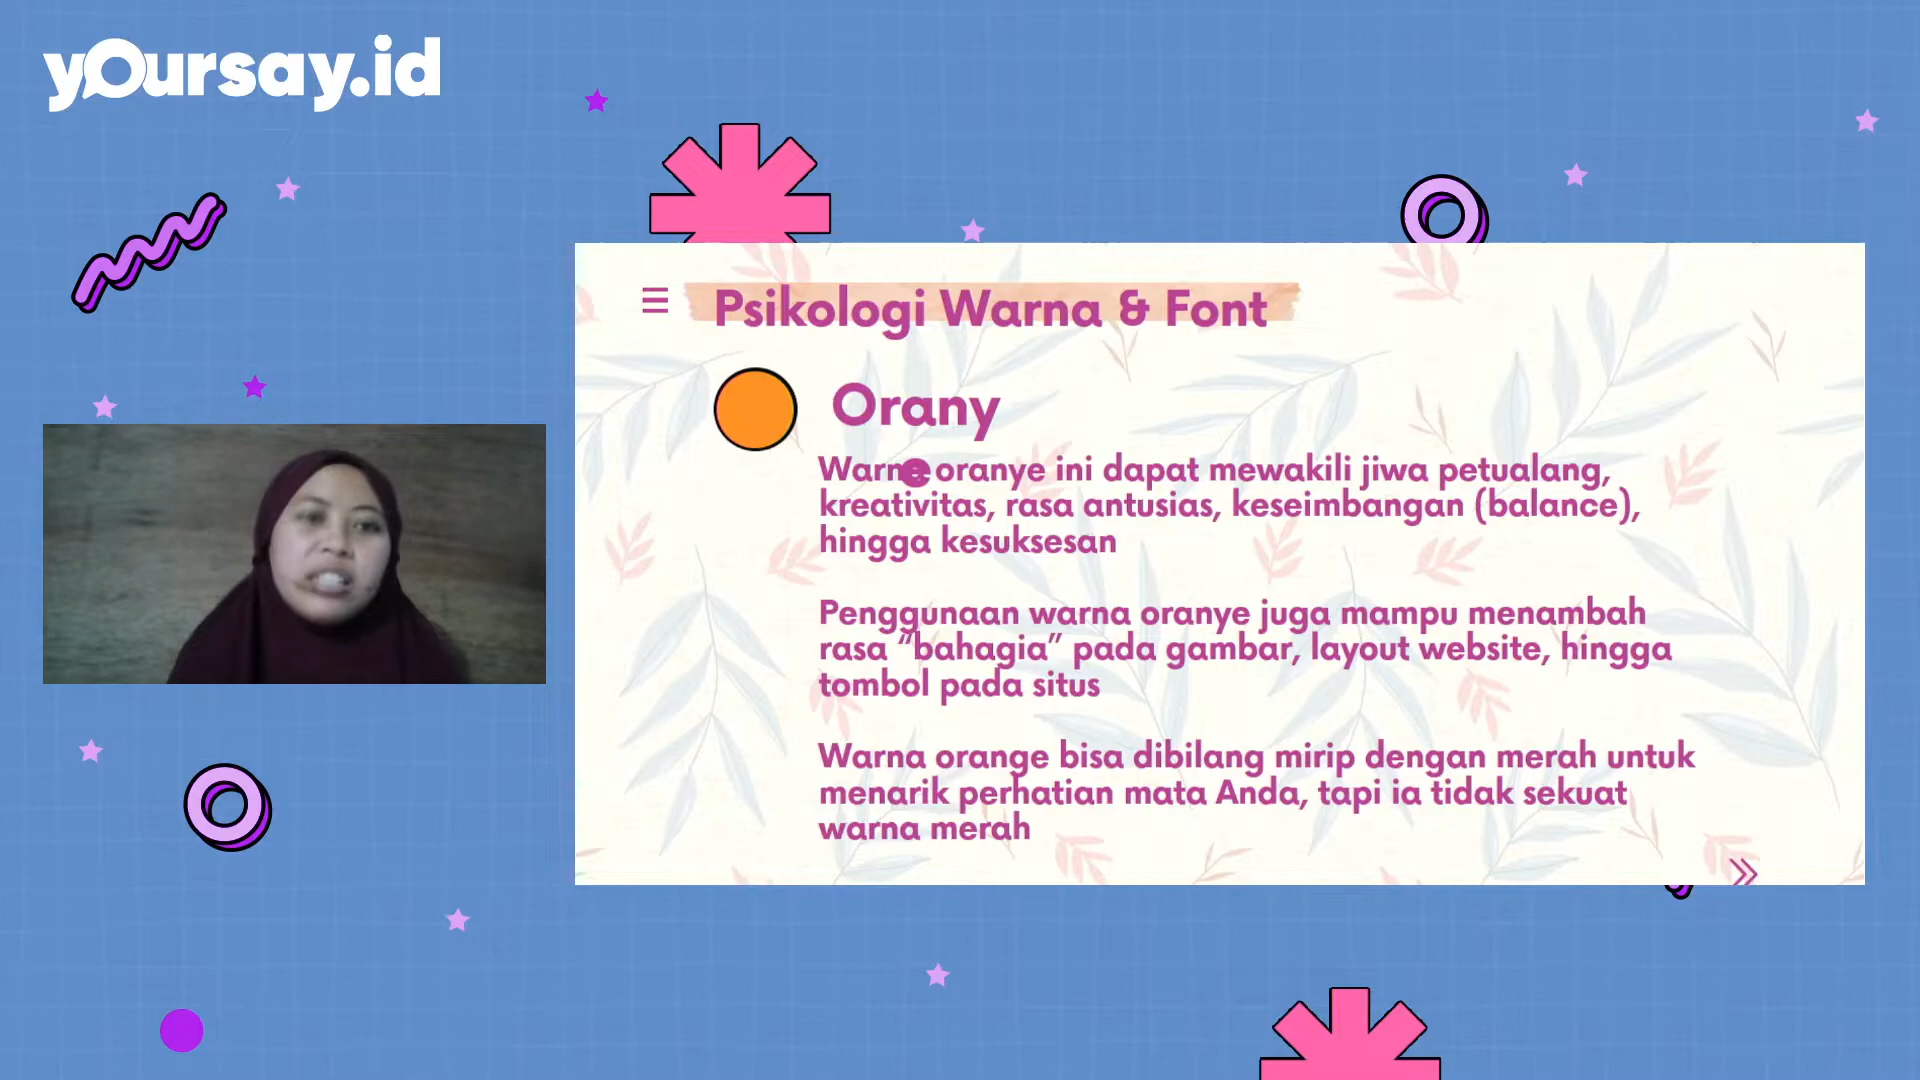 yoursay.id
Psikologi Warna & Font
Orany
e
Warna oranye ini dapat mewakili jiwa petualang,
kreativitas, rasa antusias, keseimbangan (balance),
hingga kesuksesan
Penggunaan warna oranye juga mampu menambah
rasa “bahagia” pada gambar, layout website, hingga
tombol pada situs
Warna orange bisa dibilang mirip dengan merah untuk
menarik perhatian mata Anda, tapi ia tidak sekuat
warna merah